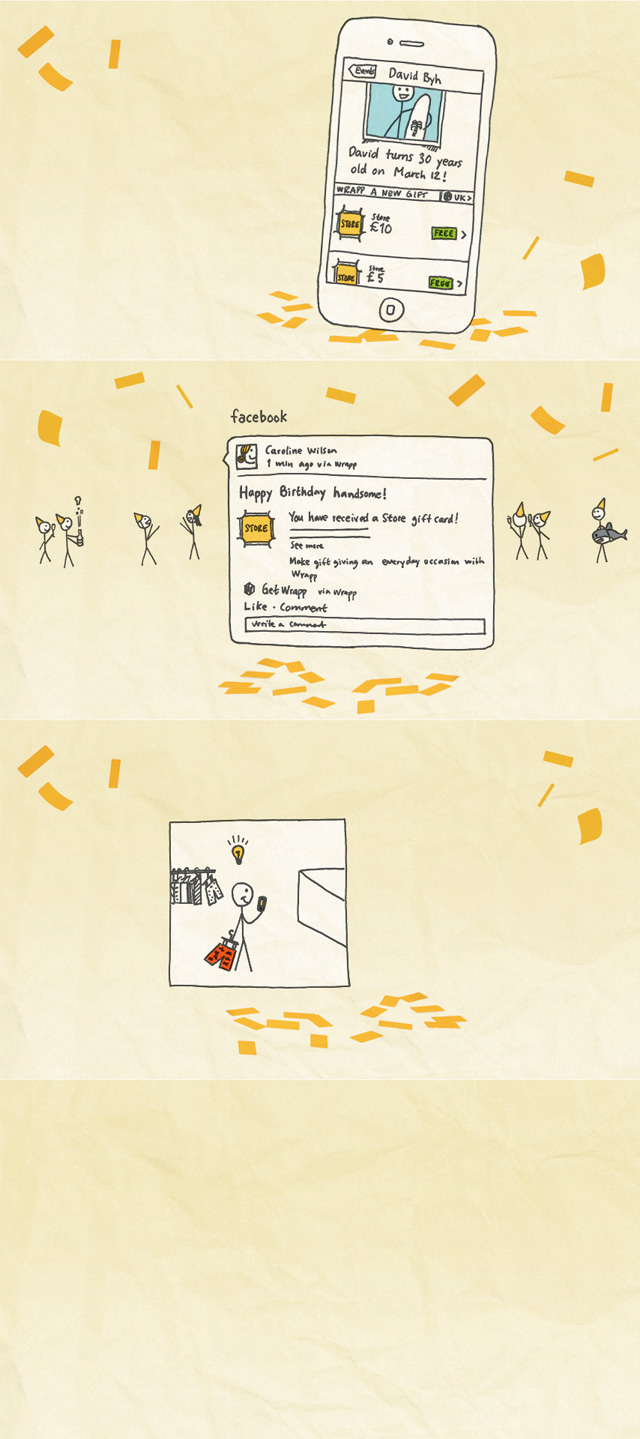 Events
David Byh
David turns 30 years
old on March 12!
WRAPP A NEW GIFT
UK>
STORE
Store
£10
FREE >
STORE
Store
£5
FREE >
facebook
Caroline Wilson
1 min ago via Wrapp
Happy Birthday handsome!
STORE
You have received a Store gift card!
See more
Make gift giving an everyday occasion with
Wrapp
Get Wrapp via Wrapp
Like · Comment
Write a comment